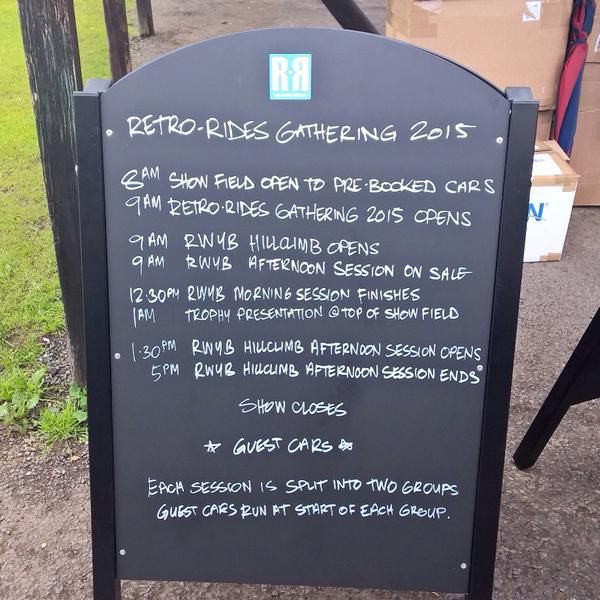 RЯ
RETRO-RIDES GATHERING 2015
8AM SHOW FIELD OPEN TO PRE-BOOKED CARS
9AM RETRO-RIDES GATHERING 2015 OPENS
9AM RWYB HILLCLIMB OPENS
9AM RWYB AFTERNOON SESSION ON SALE
12.30PM RWYB MORNING SESSION FINISHES
1AM TROPHY PRESENTATION @ TOP OF SHOW FIELD
1.30PM RWYB HILLCLIMB AFTERNOON SESSION OPENS
5PM RWYB HILLCLIMB AFTERNOON SESSION ENDS
SHOW CLOSES
☆ GUEST CARS ☆
EACH SESSION IS SPLIT INTO TWO GROUPS
GUEST CARS RUN AT START OF EACH GROUP.
N